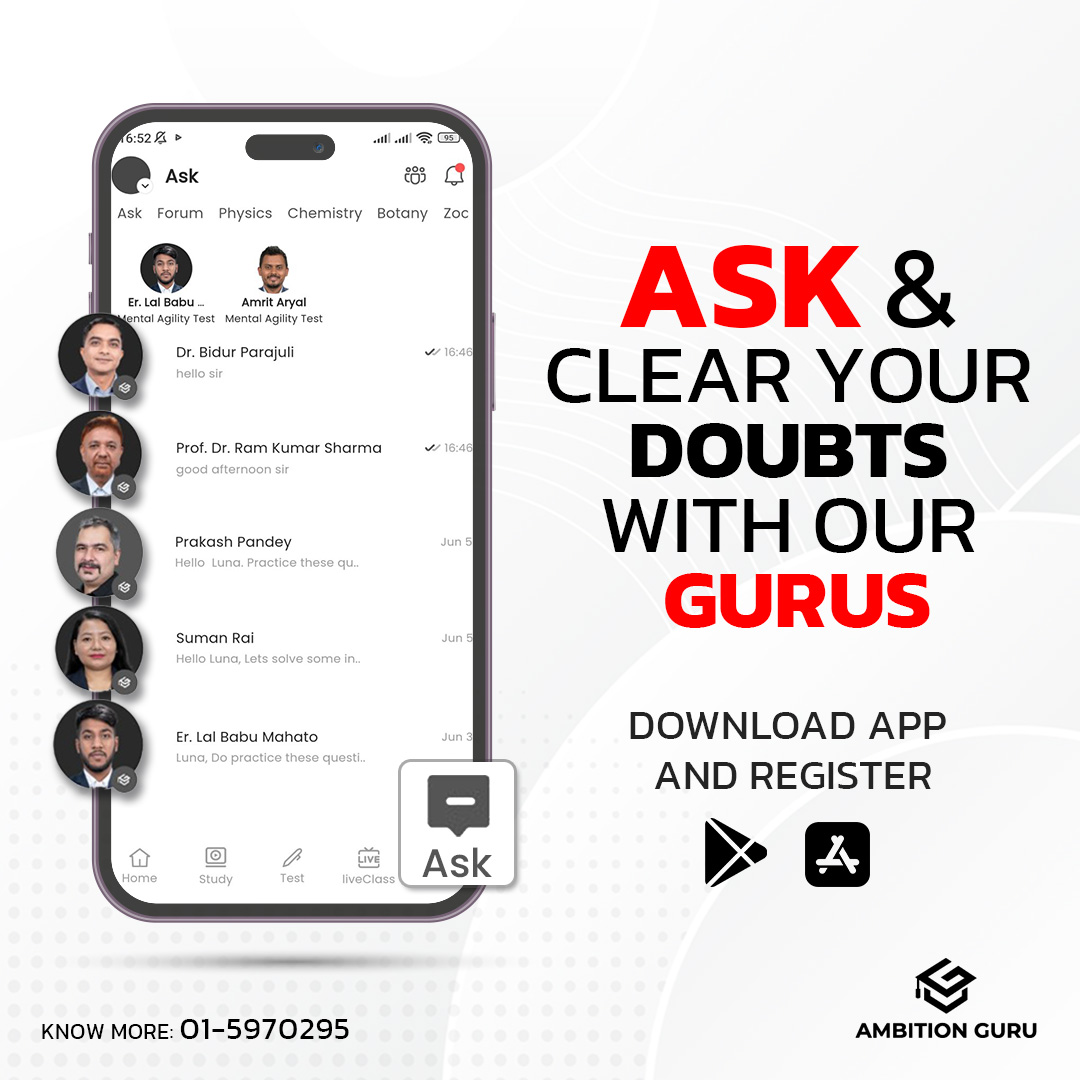 16:52
95
Ask
Ask Forum Physics Chemistry Botany Zoo
Er. Lal Babu ...
Mental Agility Test
Amrit Aryal
Mental Agility Test
Dr. Bidur Parajuli 16:46
hello sir
Prof. Dr. Ram Kumar Sharma 16:46
good afternoon sir
Prakash Pandey Jun 5
Hello Luna. Practice these qu..
Suman Rai Jun 5
Hello Luna, Lets solve some in..
Er. Lal Babu Mahato Jun 3
Luna, Do practice these questi..
Home
Study
Test
LIVE
liveClass
Ask
ASK &
CLEAR YOUR
DOUBTS
WITH OUR
GURUS
DOWNLOAD APP
AND REGISTER
KNOW MORE: 01-5970295
AMBITION GURU